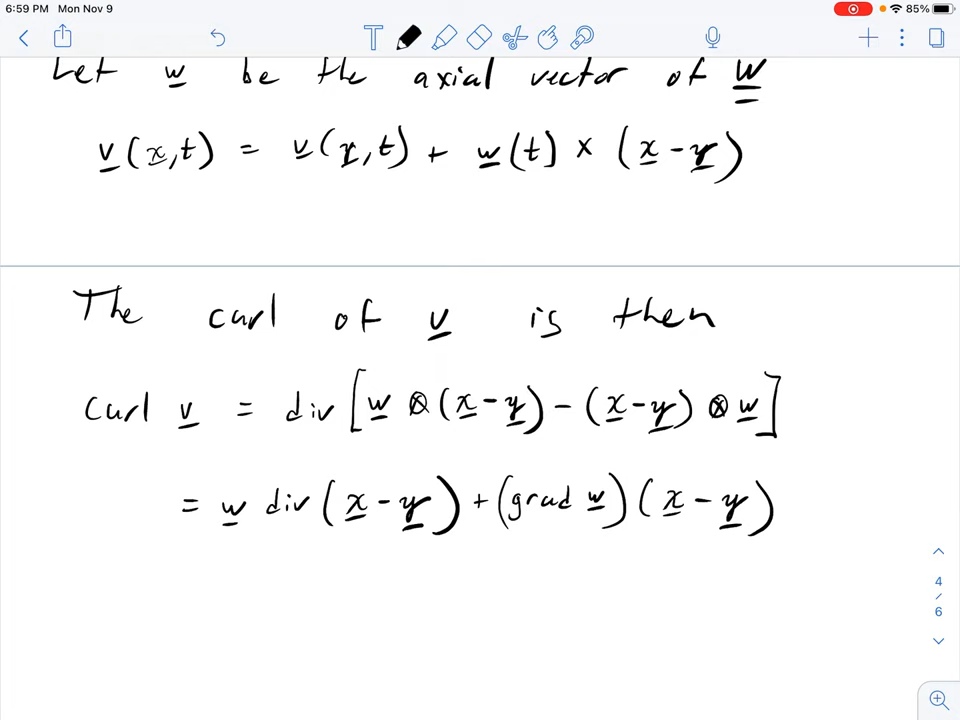 6:59 PM Mon Nov 9 85%
T
Let w be the axial vector of W
v(x,t) = v(y,t) + w(t) × (x-y)
The curl of v is then
curl v = div [w ⊗ (x-y) - (x-y) ⊗ w]
= w div (x-y) + (grad w) (x-y)
4
/
6